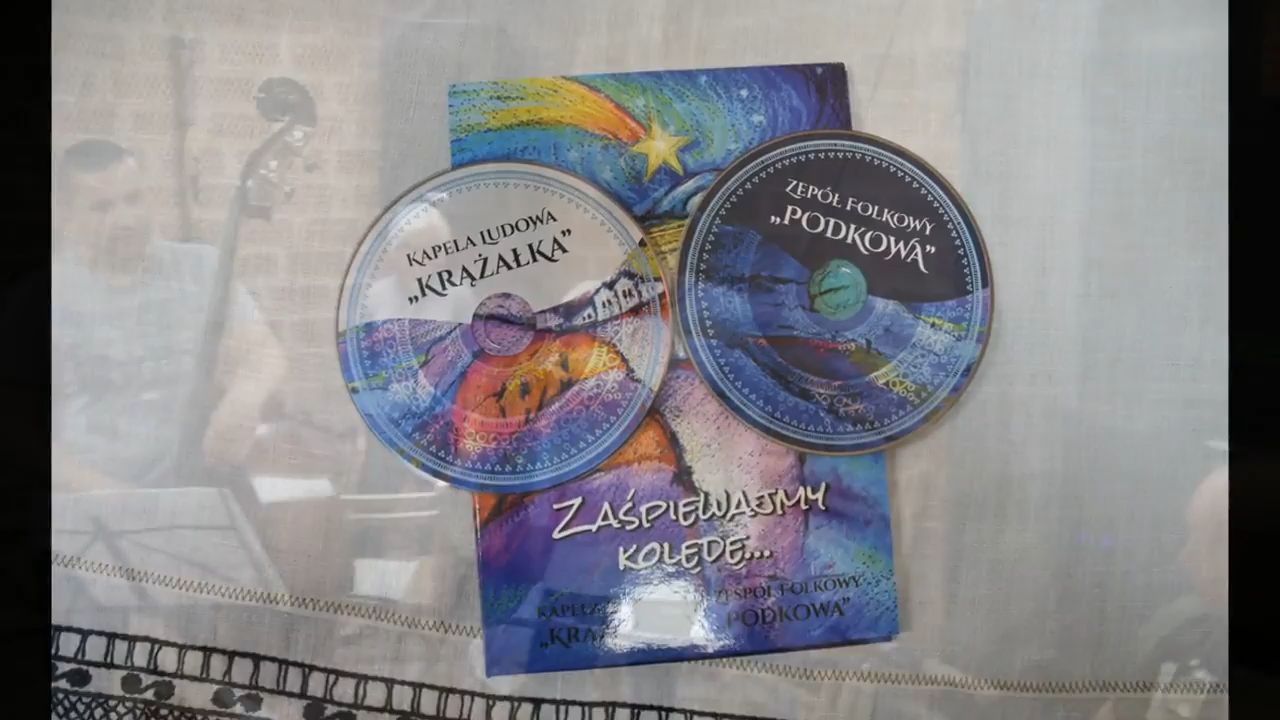 KAPELA LUDOWA
„KRĄŻAŁKA”
ZEPÓŁ FOLKOWY
„PODKOWA”
ZAŚPIEWAJMY
KOLĘDĘ...
ZESPÓŁ FOLKOWY
PODKOWA”